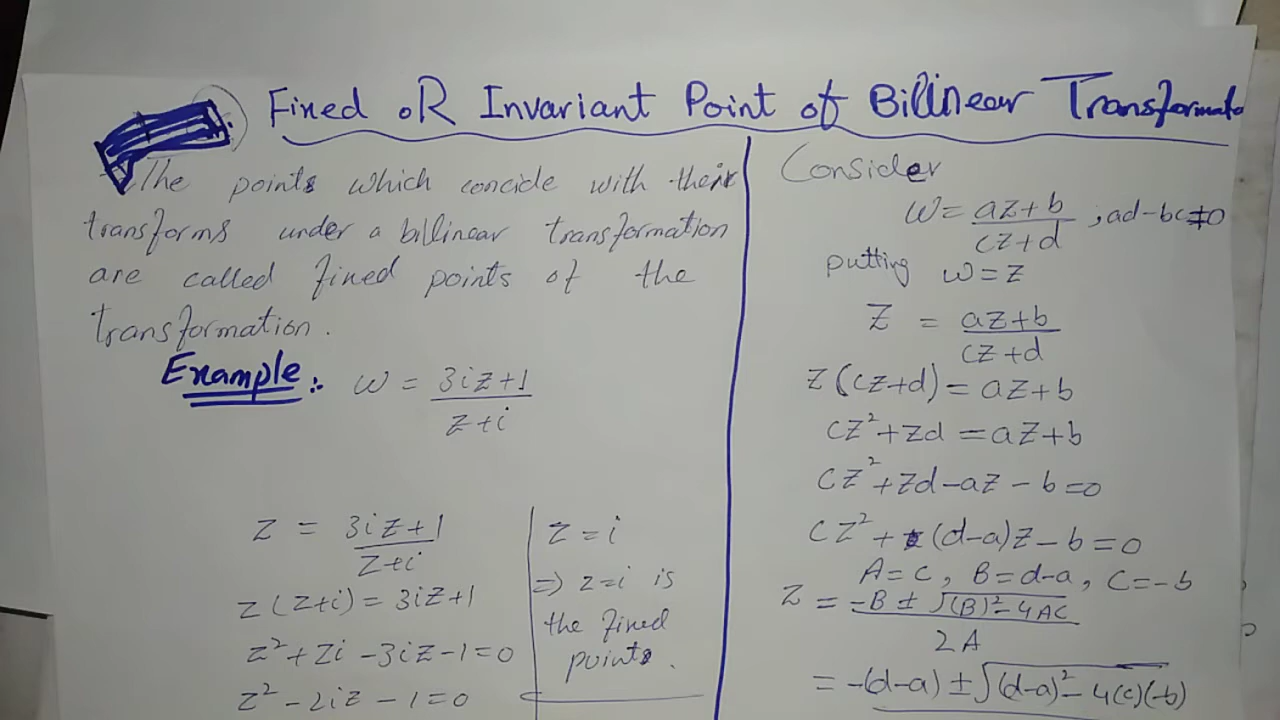 Fixed OR Invariant Point of Bilinear Transformato
The points which concide with their
transforms under a bilinear transformation
are called fixed points of the
transformation.
Example:. w = 3iz+1 / z+i
z = 3iz+1 / z+i
z(z+i) = 3iz+1
z²+zi-3iz-1=0
z²-2iz-1=0
z=i
⇒ z=i is
the fixed
points.
Consider
w = az+b / cz+d , ad-bc≠0
putting w=z
z = az+b / cz+d
z(cz+d) = az+b
cz²+zd = az+b
cz²+zd-az-b=0
cz²+(d-a)z-b=0
A=c, B=d-a, C=-b
z = -B ± √(B)²-4AC / 2A
= -(d-a) ± √(d-a)²-4(c)(-b)